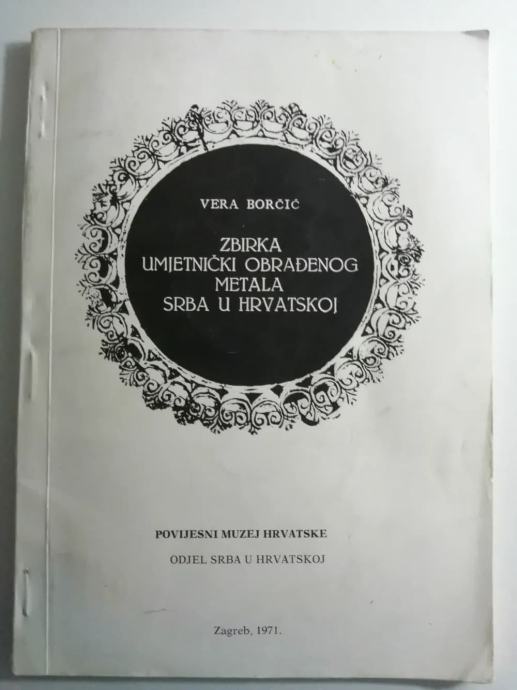 VERA BORČIĆ
ZBIRKA
UMJETNIČKI OBRAĐENOG
METALA
SRBA U HRVATSKOJ
POVIJESNI MUZEJ HRVATSKE
ODJEL SRBA U HRVATSKOJ
Zagreb, 1971.